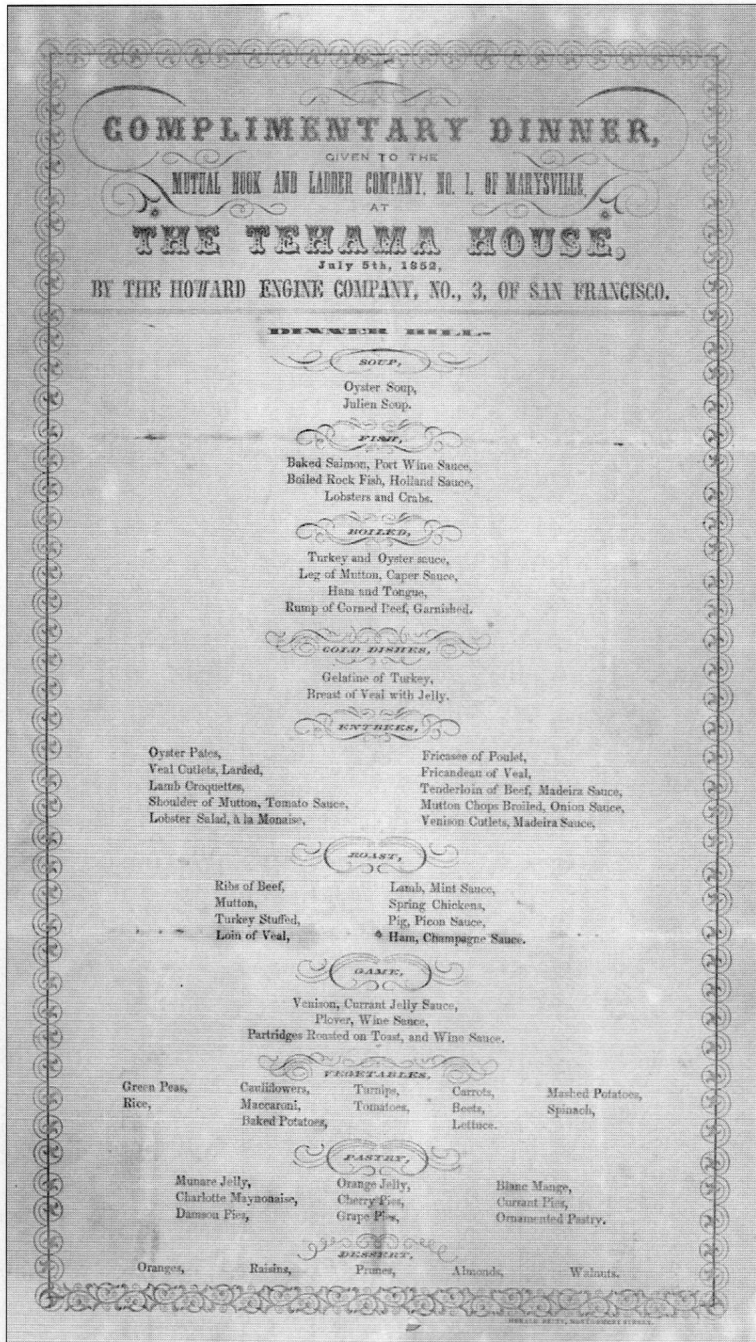 COMPLIMENTARY DINNER,
GIVEN TO THE
MUTUAL HOOK AND LADDER COMPANY, NO. 1, OF MARYSVILLE,
AT
THE TEHAMA HOUSE,
July 5th, 1852,
BY THE HOWARD ENGINE COMPANY, NO., 3, OF SAN FRANCISCO.
DINNER BILL.
SOUP,
Oyster Soup,
Julien Soup.
FISH,
Baked Salmon, Port Wine Sauce,
Boiled Rock Fish, Holland Sauce,
Lobsters and Crabs.
BOILED,
Turkey and Oyster sauce,
Leg of Mutton, Caper Sauce,
Ham and Tongue,
Rump of Corned Beef, Garnished.
COLD DISHES,
Gelatine of Turkey,
Breast of Veal with Jelly.
ENTREES,
Oyster Pates,
Veal Cutlets, Larded,
Lamb Croquettes,
Shoulder of Mutton, Tomato Sauce,
Lobster Salad, à la Monaise,
Fricasee of Poulet,
Fricandeau of Veal,
Tenderloin of Beef, Madeira Sauce,
Mutton Chops Broiled, Onion Sauce,
Venison Cutlets, Madeira Sauce,
ROAST,
Ribs of Beef,
Mutton,
Turkey Stuffed,
Loin of Veal,
Lamb, Mint Sauce,
Spring Chickens,
Pig, Picon Sauce,
Ham, Champagne Sauce.
GAME,
Venison, Currant Jelly Sauce,
Plover, Wine Sauce,
Partridges Roasted on Toast, and Wine Sauce.
VEGETABLES,
Green Peas, Cauliflowers, Turnips, Carrots, Mashed Potatoes,
Rice, Maccaroni, Tomatoes, Beets, Spinach,
Baked Potatoes, Lettuce.
PASTRY,
Munare Jelly, Orange Jelly, Blanc Mange,
Charlotte Maynonaise, Cherry Pies, Currant Pies,
Damson Pies, Grape Pies, Ornamented Pastry.
DESSERT,
Oranges, Raisins, Prunes, Almonds, Walnuts.
HERALD PRINT, MONTGOMERY STREET.